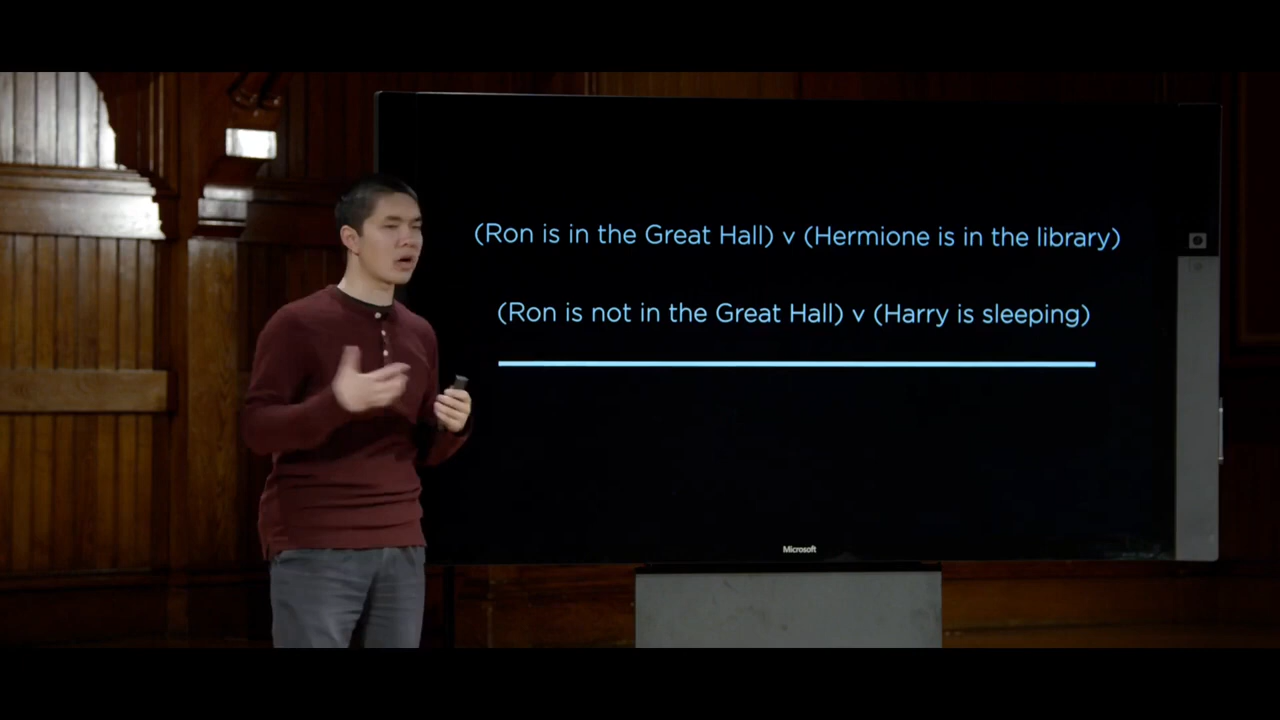 (Ron is in the Great Hall) v (Hermione is in the library)
(Ron is not in the Great Hall) v (Harry is sleeping)
Microsoft